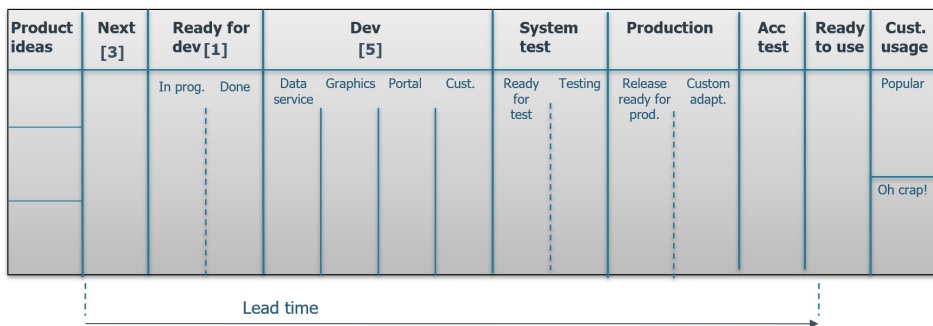 Product ideas
Next [3]
Ready for dev [1]
Dev [5]
System test
Production
Acc test
Ready to use
Cust. usage
In prog.
Done
Data service
Graphics
Portal
Cust.
Ready for test
Testing
Release ready for prod.
Custom adapt.
Popular
Oh crap!
Lead time